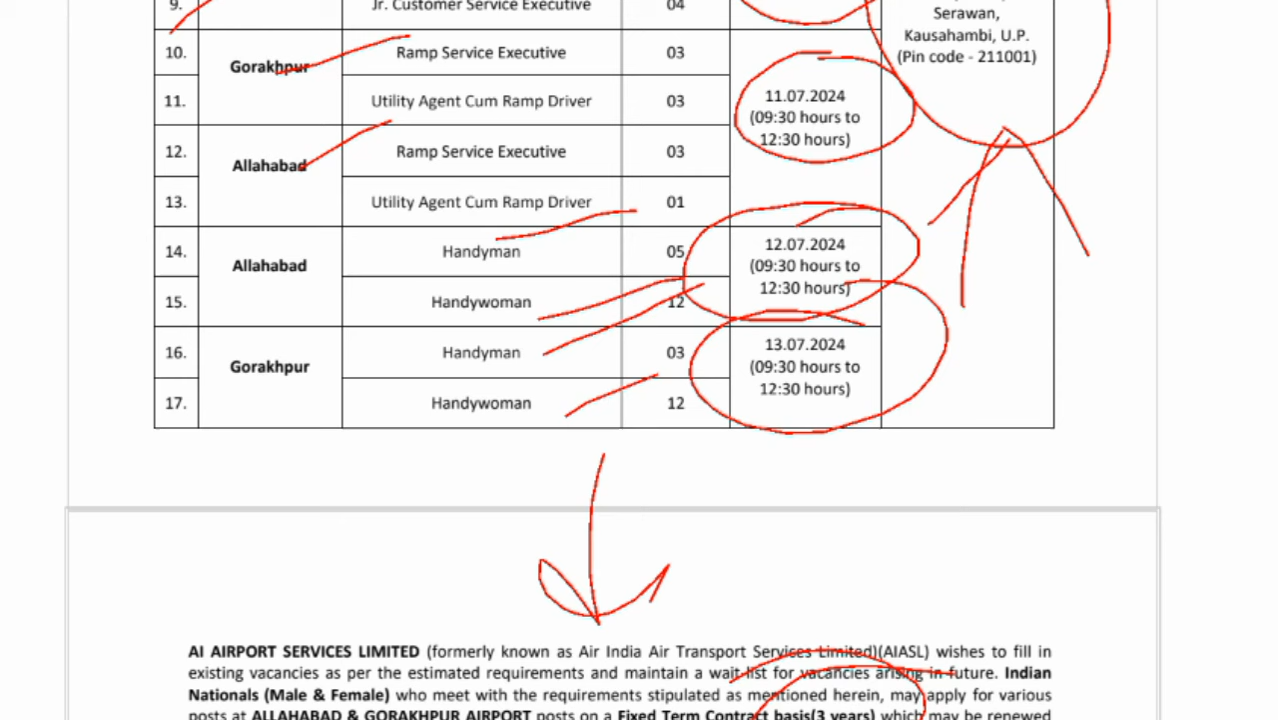 9. Jr. Customer Service Executive 04
Serawan,
Kausahambi, U.P.
(Pin code - 211001)
10. Gorakhpur Ramp Service Executive 03
11. Utility Agent Cum Ramp Driver 03
11.07.2024
(09:30 hours to
12:30 hours)
12. Allahabad Ramp Service Executive 03
13. Utility Agent Cum Ramp Driver 01
14. Allahabad Handyman 05
15. Handywoman 12
12.07.2024
(09:30 hours to
12:30 hours)
16. Gorakhpur Handyman 03
17. Handywoman 12
13.07.2024
(09:30 hours to
12:30 hours)
AI AIRPORT SERVICES LIMITED (formerly known as Air India Air Transport Services Limited)(AIASL) wishes to fill in
existing vacancies as per the estimated requirements and maintain a wait-list for vacancies arising in future. Indian
Nationals (Male & Female) who meet with the requirements stipulated as mentioned herein, may apply for various
posts at ALLAHABAD & GORAKHPUR AIRPORT posts on a Fixed Term Contract basis(3 years) which may be renewed